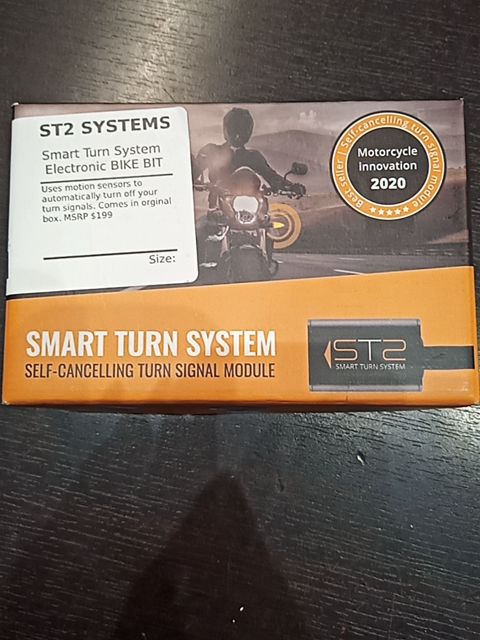 ST2 SYSTEMS
Smart Turn System
Electronic BIKE BIT
Uses motion sensors to
automatically turn off your
turn signals. Comes in orginal
box. MSRP $199
Size:
Best seller | Self-cancelling turn signal module
Motorcycle
innovation
2020
SMART TURN SYSTEM
SELF-CANCELLING TURN SIGNAL MODULE
ST2
SMART TURN SYSTEM